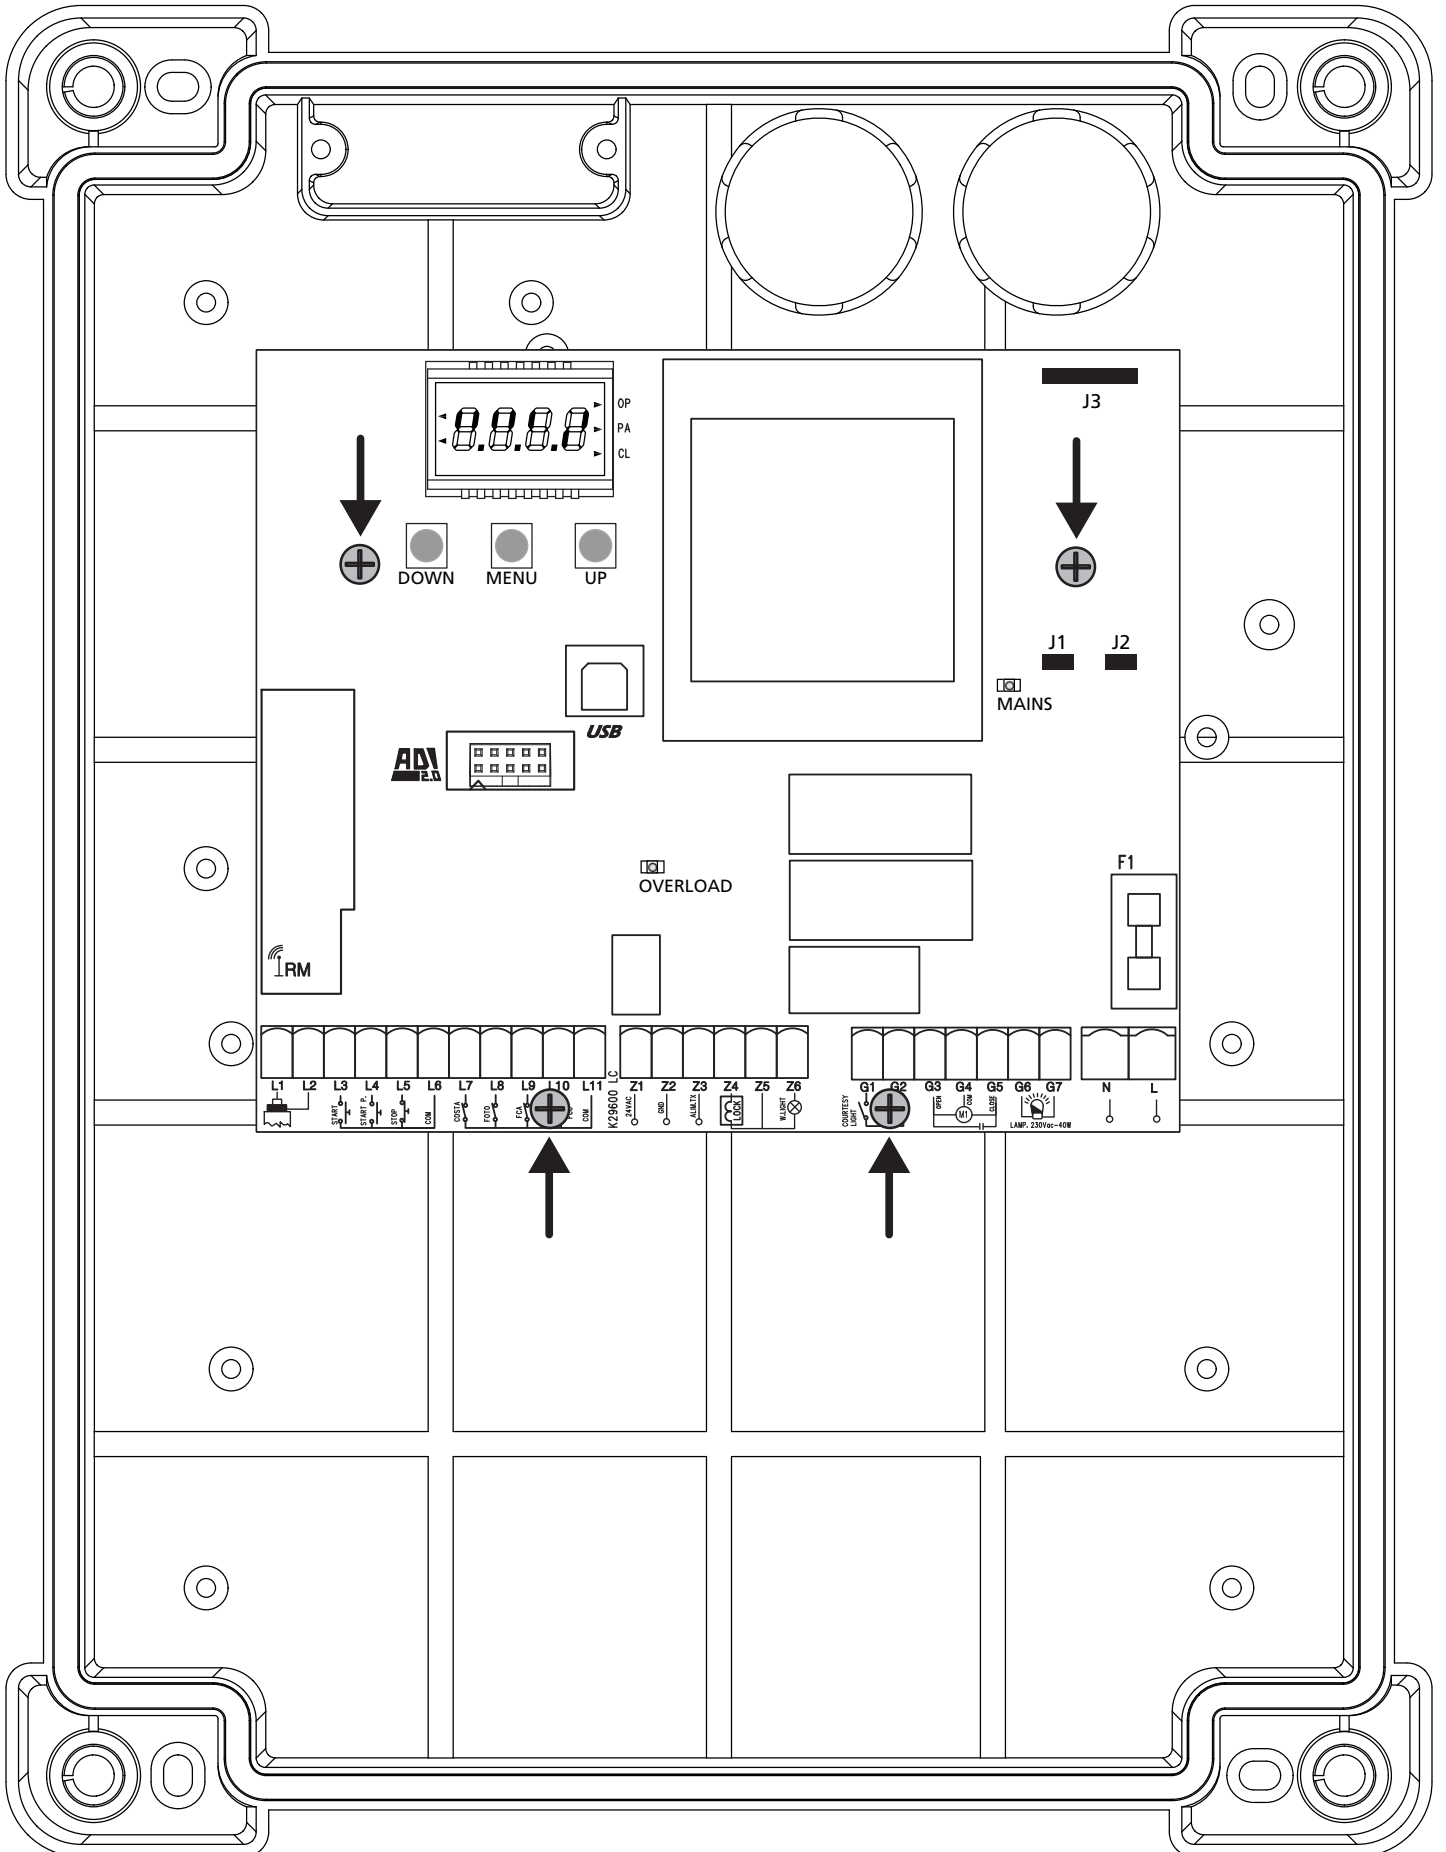 J3
OP
PA
CL
DOWN
MENU
UP
J1
J2
MAINS
USB
ADI
2.0
OVERLOAD
F1
RM
L1 L2 L3 L4 L5 L6 L7 L8 L9 L10 L11
Z1 Z2 Z3 Z4 Z5 Z6
G1 G2 G3 G4 G5 G6 G7
N L
START
START P.
STOP
COM
COSTA
FOTO
FCA
COM
K29600 LC
24VAC
GND
ALIM.TX
LOCK
W.LIGHT
COURTESY
LIGHT
OPEN
COM
M1
CLOSE
LAMP. 230Vac-40W